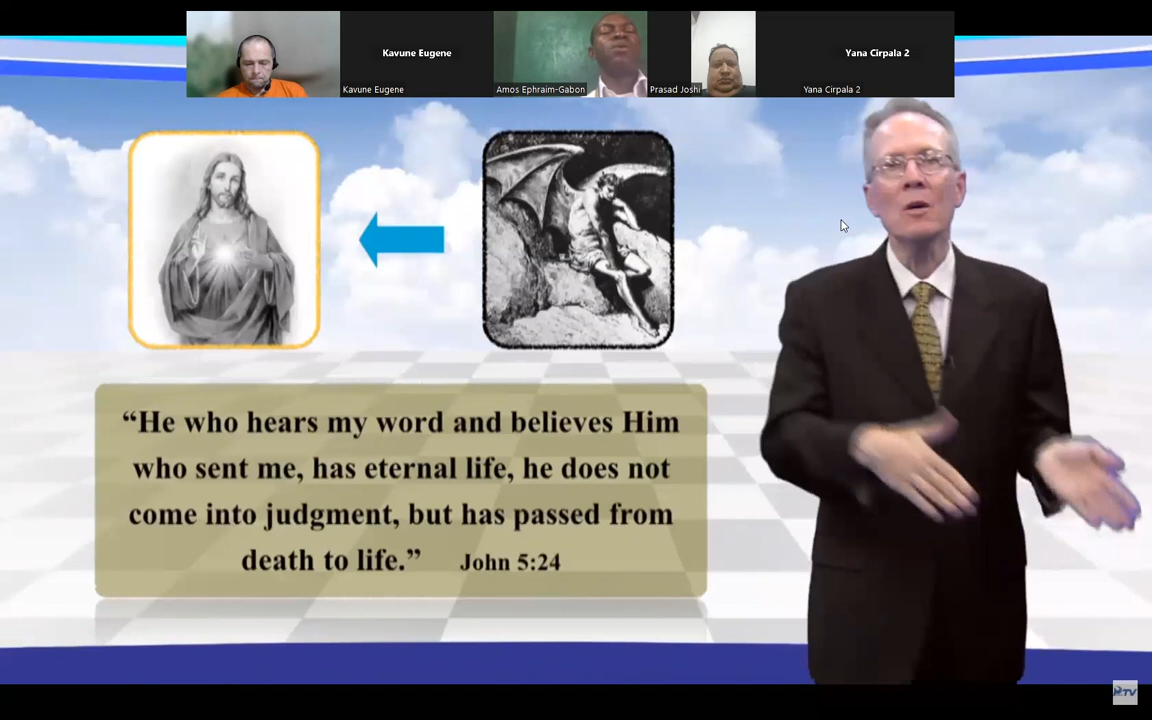 Kavune Eugene
Yana Cirpala 2
Kavune Eugene
Amos Ephraim-Gabon
Prasad Joshi
Yana Cirpala 2
“He who hears my word and believes Him
who sent me, has eternal life, he does not
come into judgment, but has passed from
death to life.” John 5:24
TV